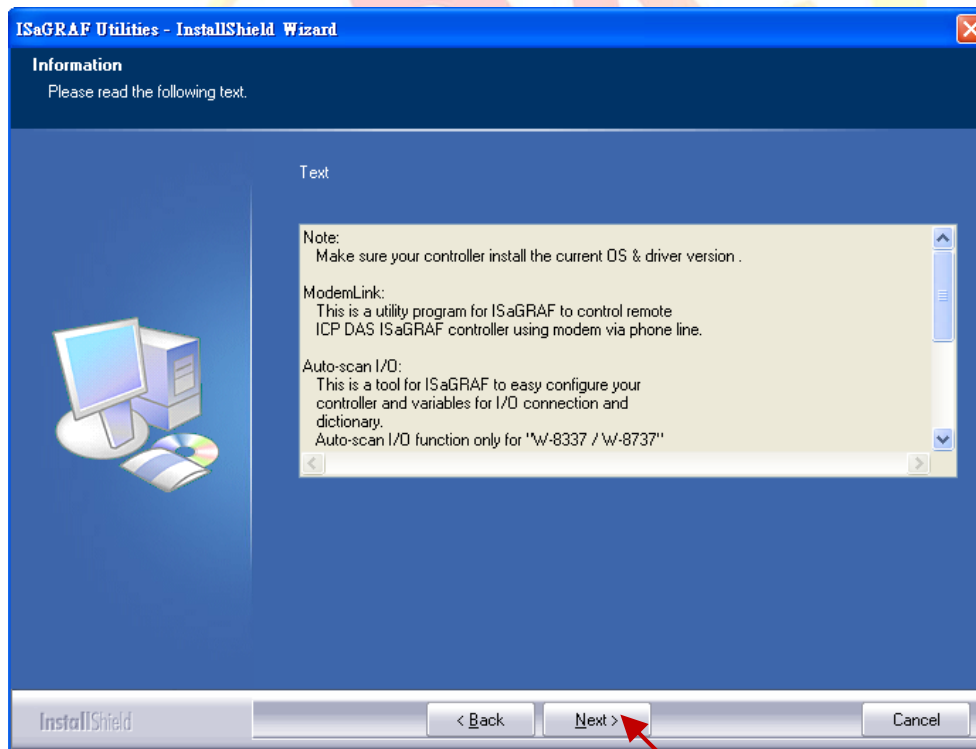 ISaGRAF Utilities - InstallShield Wizard
Information
Please read the following text.
Text
Note:
Make sure your controller install the current OS & driver version .
ModemLink:
This is a utility program for ISaGRAF to control remote
ICP DAS ISaGRAF controller using modem via phone line.
Auto-scan I/O:
This is a tool for ISaGRAF to easy configure your
controller and variables for I/O connection and
dictionary.
Auto-scan I/O function only for "W-8337 / W-8737"
InstallShield
< Back
Next >
Cancel